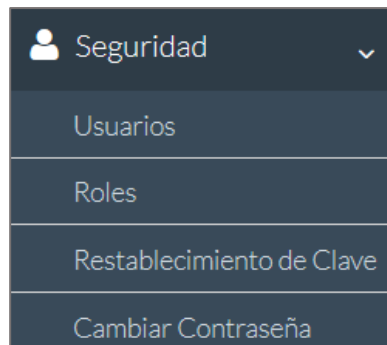 Seguridad
Usuarios
Roles
Restablecimiento de Clave
Cambiar Contraseña